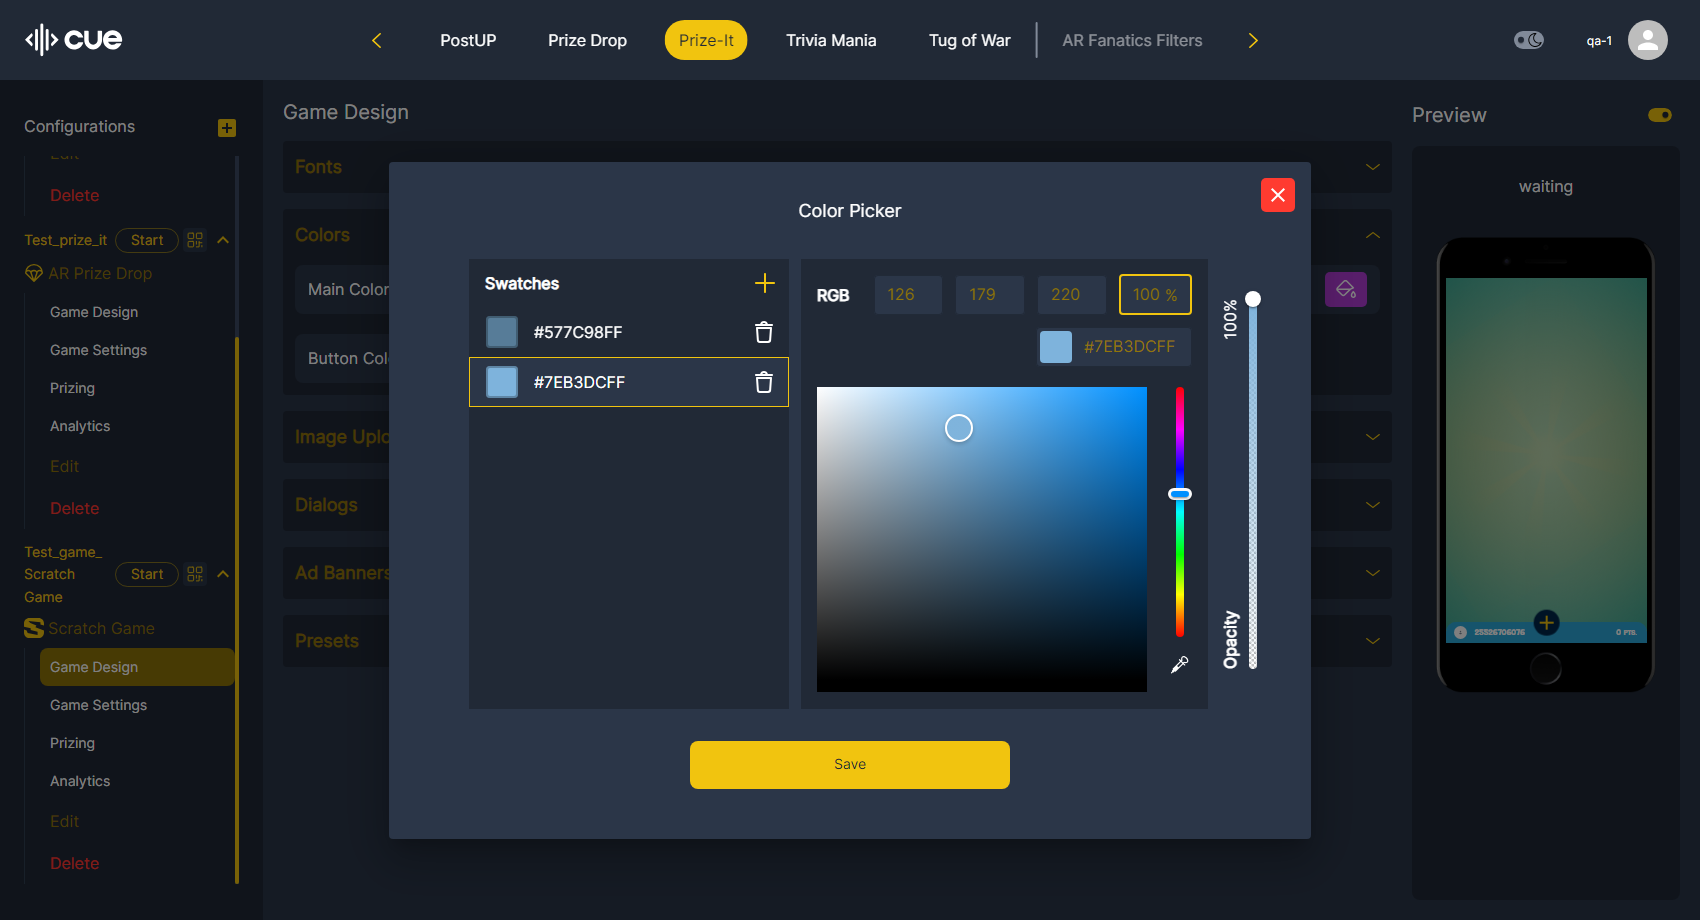 cue
PostUP
Prize Drop
Prize-It
Trivia Mania
Tug of War
AR Fanatics Filters
qa-1
Configurations
Edit
Delete
Test_prize_it
Start
AR Prize Drop
Game Design
Game Settings
Prizing
Analytics
Edit
Delete
Test_game_
Scratch
Game
Start
Scratch Game
Game Design
Game Settings
Prizing
Analytics
Edit
Delete
Game Design
Fonts
Colors
Main Color
Button Col
Image Uplo
Dialogs
Ad Banners
Presets
Color Picker
Swatches
#577C98FF
#7EB3DCFF
RGB
126
179
220
100 %
#7EB3DCFF
100%
Opacity
Save
Preview
waiting
25526706076
0 PTS.